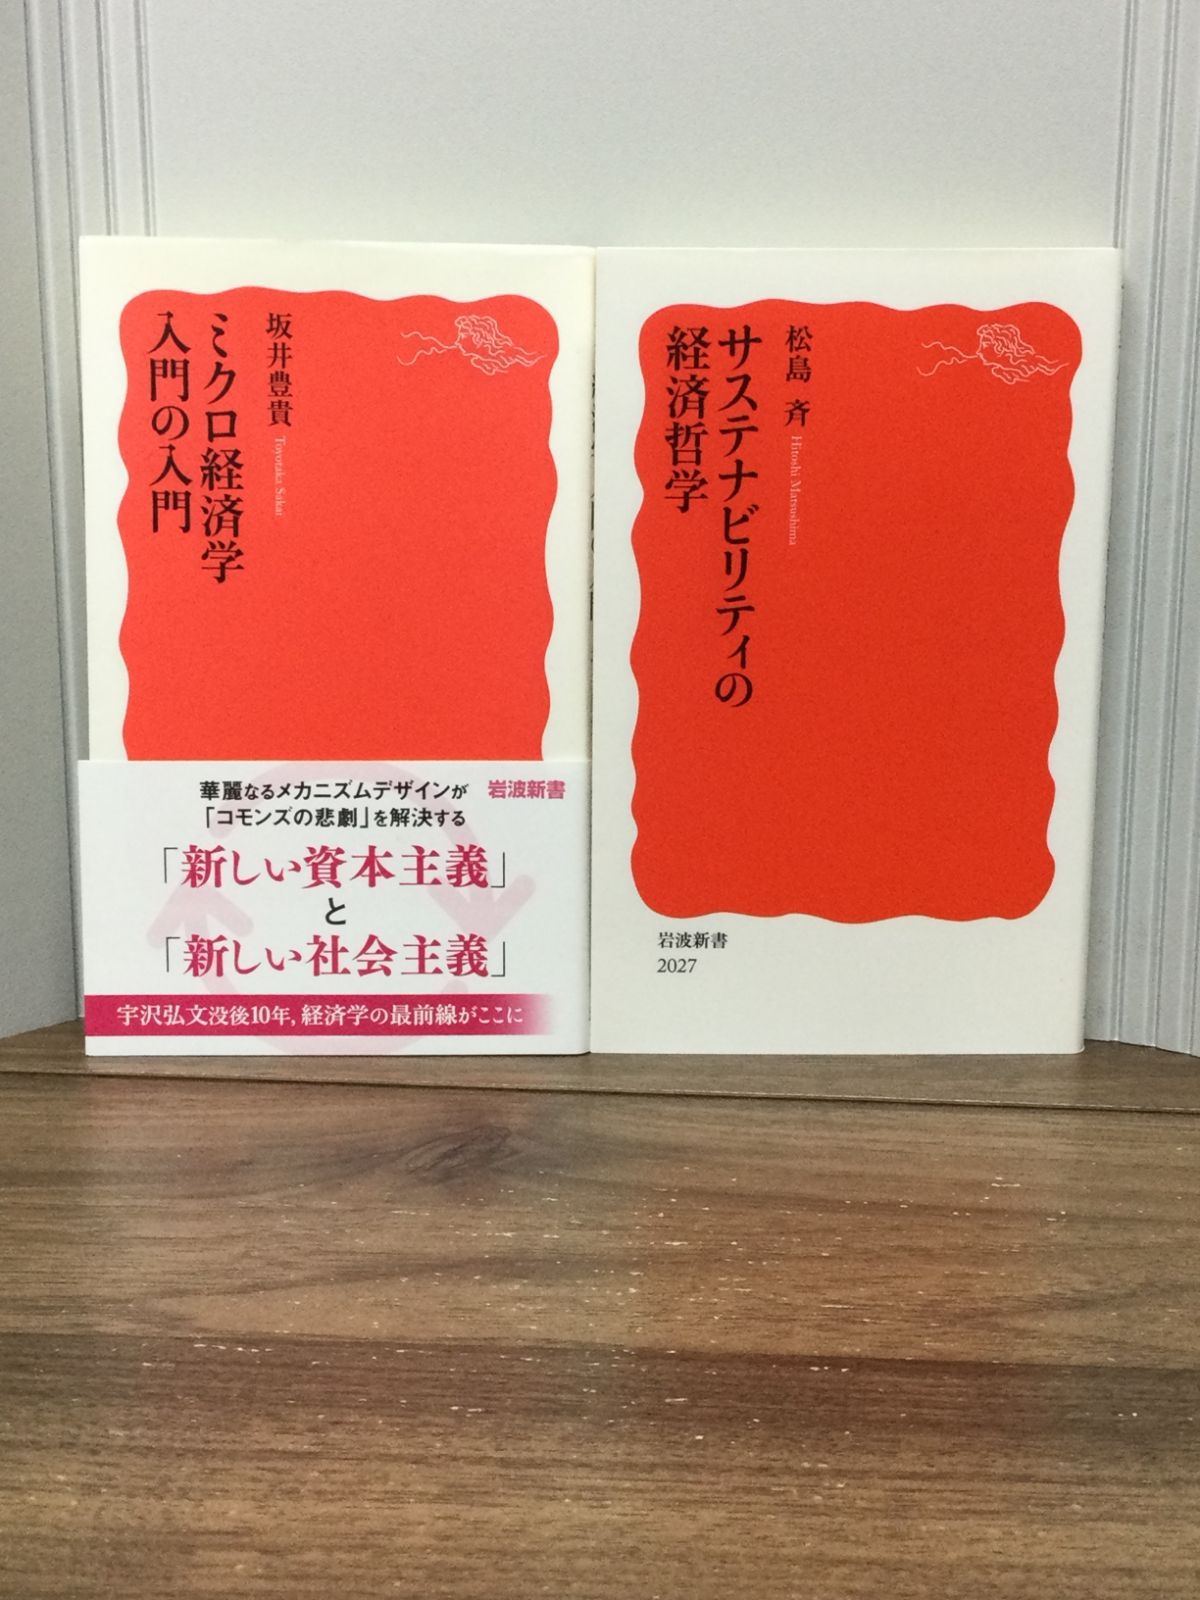 坂井豊貴
Toyotaka Sakai
ミクロ経済学
入門の入門
華麗なるメカニズムデザインが
「コモンズの悲劇」を解決する
岩波新書
「新しい資本主義」
と
「新しい社会主義」
宇沢弘文没後10年, 経済学の最前線がここに
松島 斉
Hitoshi Matsushima
サステナビリティの
経済哲学
岩波新書
2027